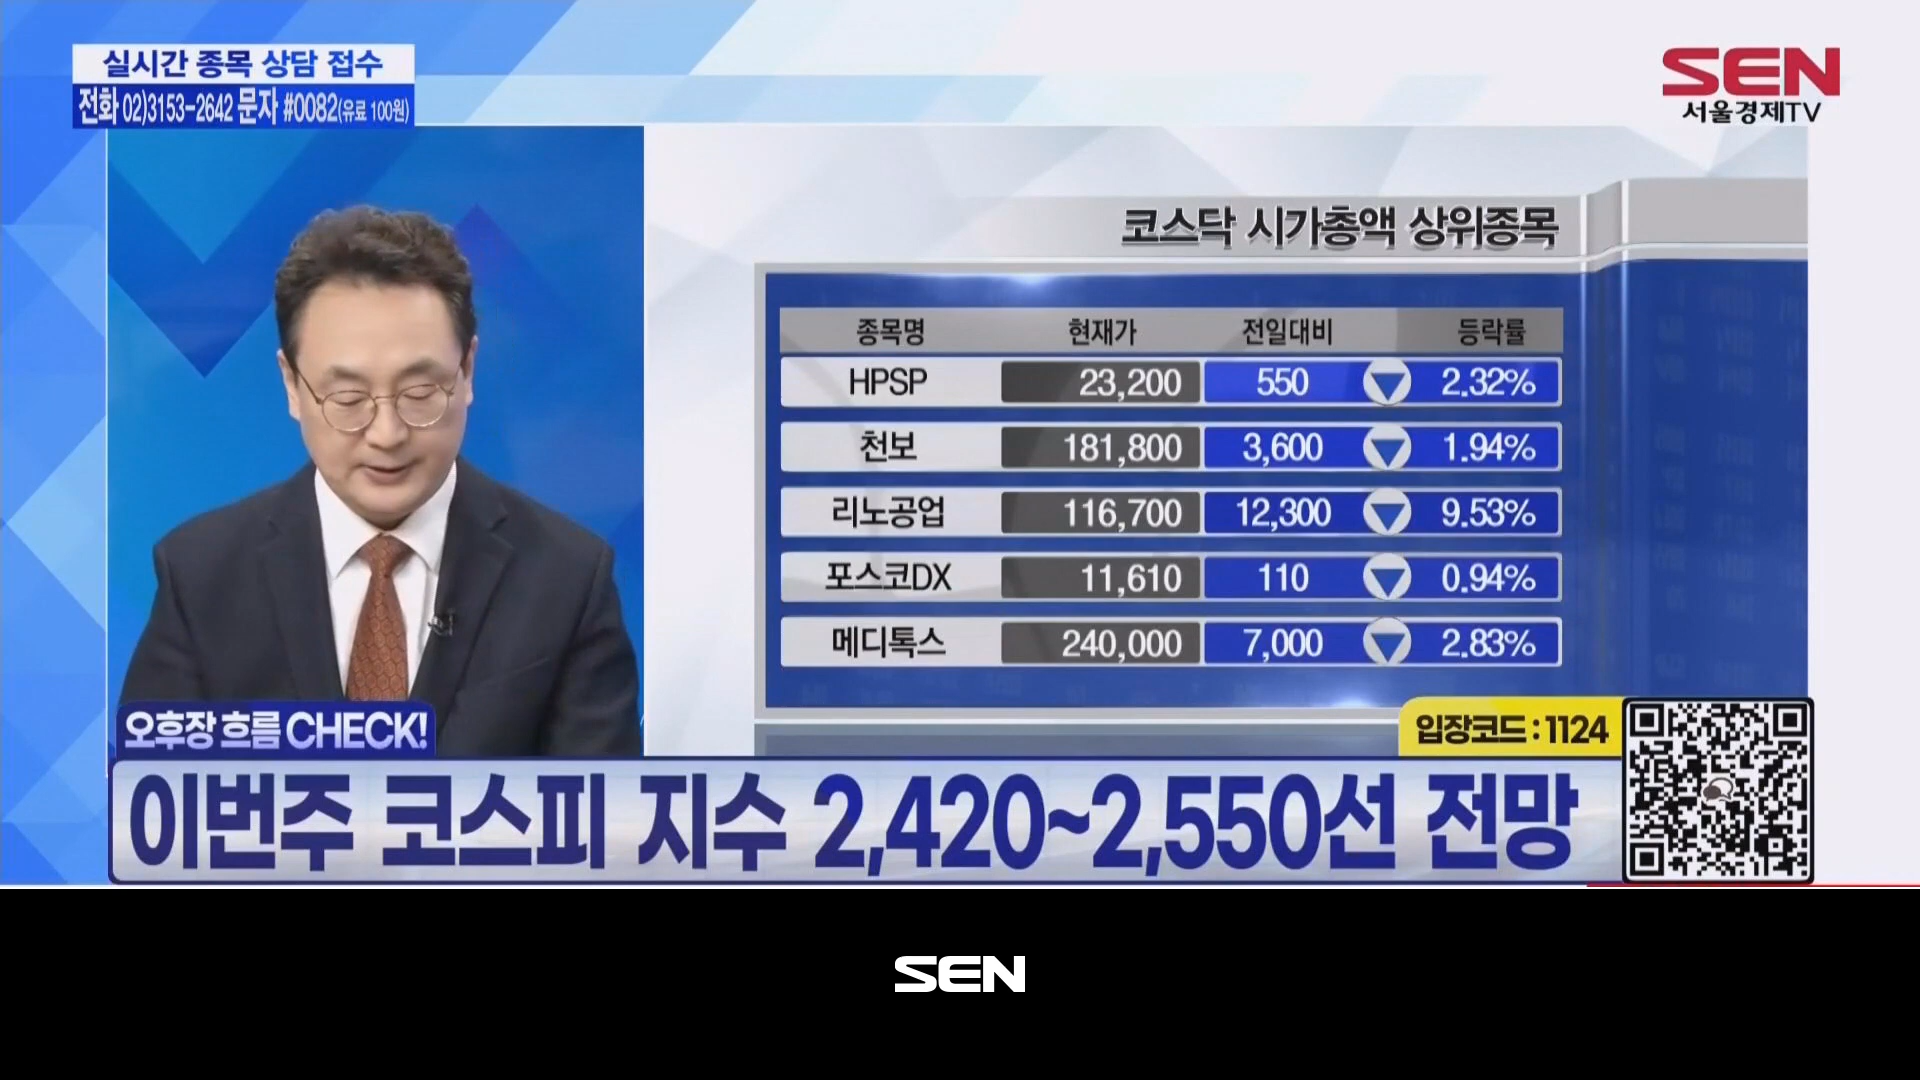 실시간 종목 상담 접수
전화 02)3153-2642 문자 #0082(유료 100원)
SEN
서울경제TV
코스닥 시가총액 상위종목
종목명 현재가 전일대비 등락률
HPSP 23,200 550 ▼ 2.32%
천보 181,800 3,600 ▼ 1.94%
리노공업 116,700 12,300 ▼ 9.53%
포스코DX 11,610 110 ▼ 0.94%
메디톡스 240,000 7,000 ▼ 2.83%
오후장 흐름 CHECK!
입장코드 : 1124
이번주 코스피 지수 2,420~2,550선 전망
SEN